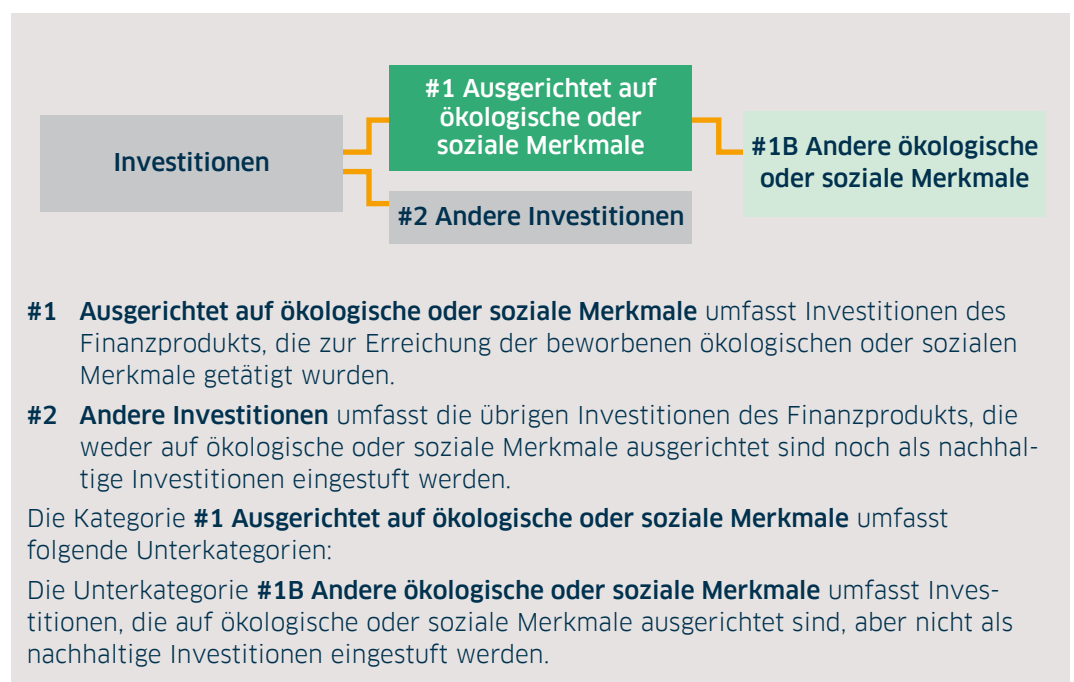 Investitionen
#1 Ausgerichtet auf
ökologische oder
soziale Merkmale
#2 Andere Investitionen
#1B Andere ökologische
oder soziale Merkmale
#1 Ausgerichtet auf ökologische oder soziale Merkmale umfasst Investitionen des
Finanzprodukts, die zur Erreichung der beworbenen ökologischen oder sozialen
Merkmale getätigt wurden.
#2 Andere Investitionen umfasst die übrigen Investitionen des Finanzprodukts, die
weder auf ökologische oder soziale Merkmale ausgerichtet sind noch als nachhal-
tige Investitionen eingestuft werden.
Die Kategorie #1 Ausgerichtet auf ökologische oder soziale Merkmale umfasst
folgende Unterkategorien:
Die Unterkategorie #1B Andere ökologische oder soziale Merkmale umfasst Inves-
titionen, die auf ökologische oder soziale Merkmale ausgerichtet sind, aber nicht als
nachhaltige Investitionen eingestuft werden.